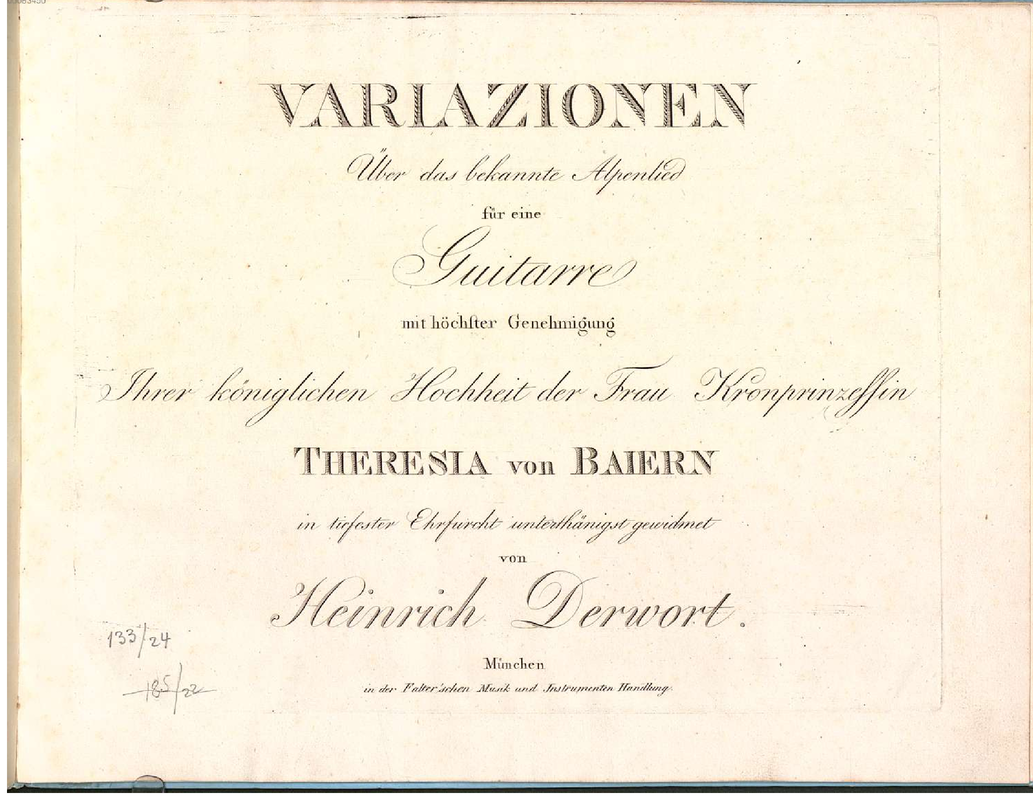 VARIAZIONEN
Über das bekannte Alpenlied
für eine
Guitarre
mit höchſter Genehmigung
Ihrer königlichen Hochheit der Frau Kronprinzeſsin
THERESIA von BAIERN
in tiefester Ehrfurcht unterthänigst gewidmet
von
Heinrich Derwort.
München
in der Falter'schen Musik und Instrumenten Handlung.
133/24
185/22